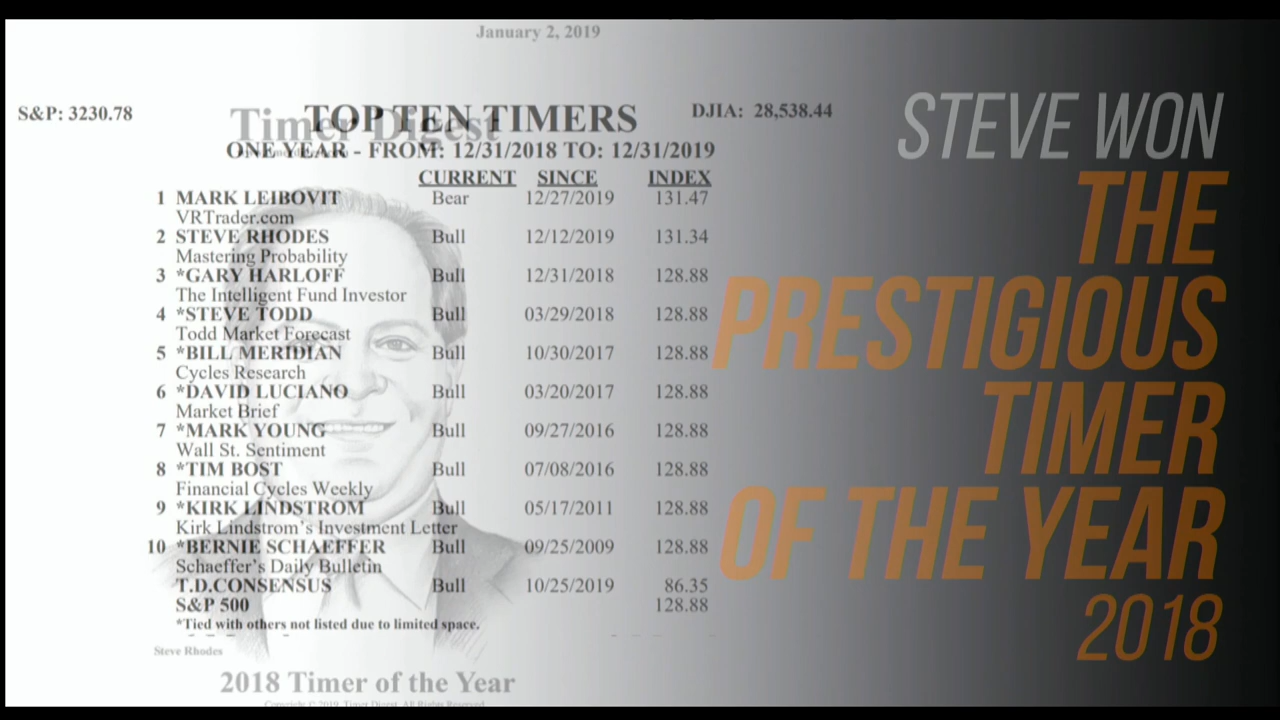 January 2, 2019
S&P: 3230.78
Timer Digest
TOP TEN TIMERS
DJIA: 28,538.44
ONE YEAR - FROM: 12/31/2018 TO: 12/31/2019
CURRENT SINCE INDEX
1 MARK LEIBOVIT Bear 12/27/2019 131.47
VRTrader.com
2 STEVE RHODES Bull 12/12/2019 131.34
Mastering Probability
3 *GARY HARLOFF Bull 12/31/2018 128.88
The Intelligent Fund Investor
4 *STEVE TODD Bull 03/29/2018 128.88
Todd Market Forecast
5 *BILL MERIDIAN Bull 10/30/2017 128.88
Cycles Research
6 *DAVID LUCIANO Bull 03/20/2017 128.88
Market Brief
7 *MARK YOUNG Bull 09/27/2016 128.88
Wall St. Sentiment
8 *TIM BOST Bull 07/08/2016 128.88
Financial Cycles Weekly
9 *KIRK LINDSTROM Bull 05/17/2011 128.88
Kirk Lindstrom's Investment Letter
10 *BERNIE SCHAEFFER Bull 09/25/2009 128.88
Schaeffer's Daily Bulletin
T.D.CONSENSUS Bull 10/25/2019 86.35
S&P 500 128.88
*Tied with others not listed due to limited space.
Steve Rhodes
2018 Timer of the Year
Copyright © 2019, Timer Digest, All Rights Reserved
STEVE WON
THE
PRESTIGIOUS
TIMER
OF THE YEAR
2018